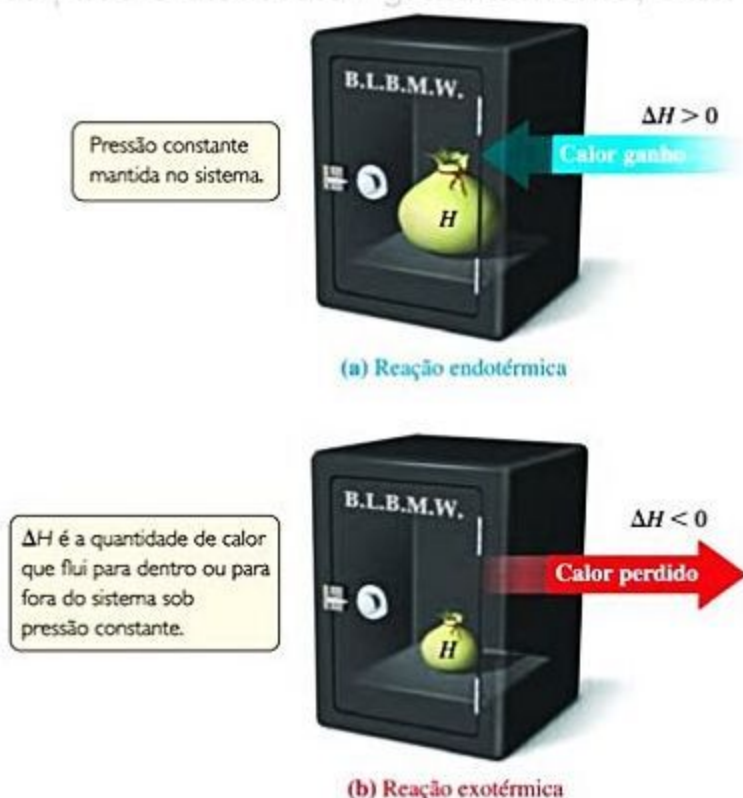 B.L.B.M.W.
Pressão constante
mantida no sistema.
ΔH > 0
Calor ganho
H
(a) Reação endotérmica
B.L.B.M.W.
ΔH < 0
ΔH é a quantidade de calor
que flui para dentro ou para
fora do sistema sob
pressão constante.
Calor perdido
H
(b) Reação exotérmica